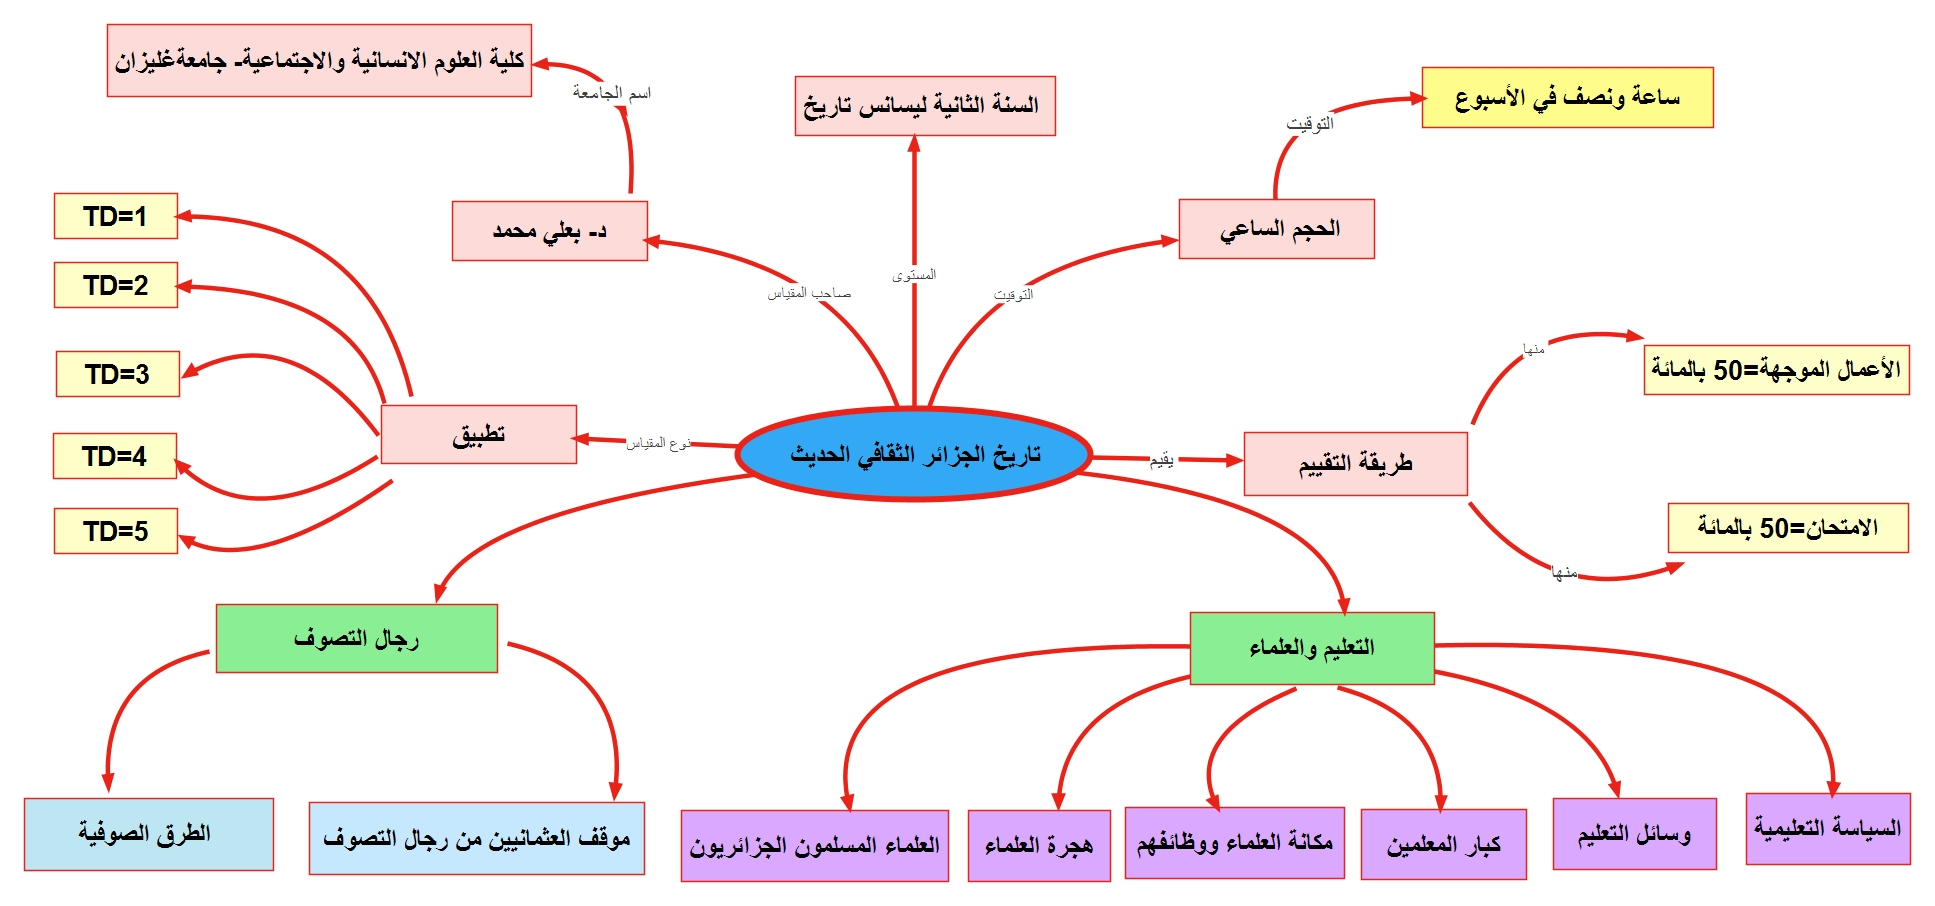 كلية العلوم الانسانية والاجتماعية- جامعةغليزان
اسم الجامعة
السنة الثانية ليسانس تاريخ
ساعة ونصف في الأسبوع
التوقيت
د- بعلي محمد
الحجم الساعي
صاحب المقياس
المستوى
التوقيت
TD=1
TD=2
TD=3
TD=4
TD=5
تطبيق
نوع المقياس
تاريخ الجزائر الثقافي الحديث
يقيم
طريقة التقييم
منها
الأعمال الموجهة=50 بالمائة
منها
الامتحان=50 بالمائة
التعليم والعلماء
رجال التصوف
السياسة التعليمية
وسائل التعليم
كبار المعلمين
مكانة العلماء ووظائفهم
هجرة العلماء
العلماء المسلمون الجزائريون
موقف العثمانيين من رجال التصوف
الطرق الصوفية